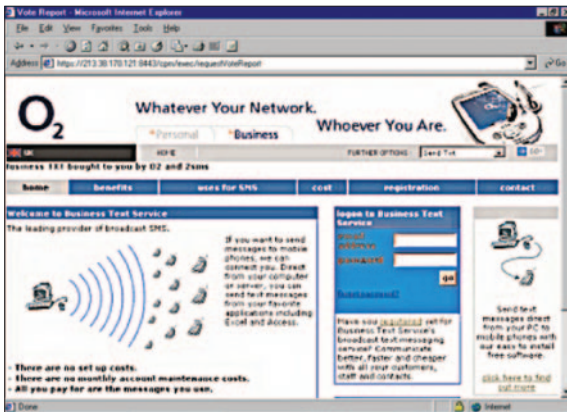 Vote Report - Microsoft Internet Explorer
File Edit View Favorites Tools Help
Address https://213.38.170.121:8443/cpm/exec/requestVoteReport Go
O2
Whatever Your Network.
Whoever You Are.
*Personal *Business
UK HOME FURTHER OPTIONS: Send Txt GO
Business TXT bought to you by O2 and 2sms
home benefits uses for SMS cost registration contact
Welcome to Business Text Service
The leading provider of broadcast SMS.
If you want to send
messages to mobile
phones, we can
connect you. Direct
from your computer
or server, you can
send text messages
from your favorite
applications including
Excel and Access.
- There are no set up costs.
- There are no monthly account maintenance costs.
- All you pay for are the messages you use.
logon to Business Text
Service
go
Have you registered yet for
Business Text Service's
broadcast text messaging
service? Communicate
better, faster and cheaper
with all your customers,
staff and contacts.
Send text
messages direct
from your PC to
mobile phones with
our easy to install
free software.
click here to find
out more
Done Internet